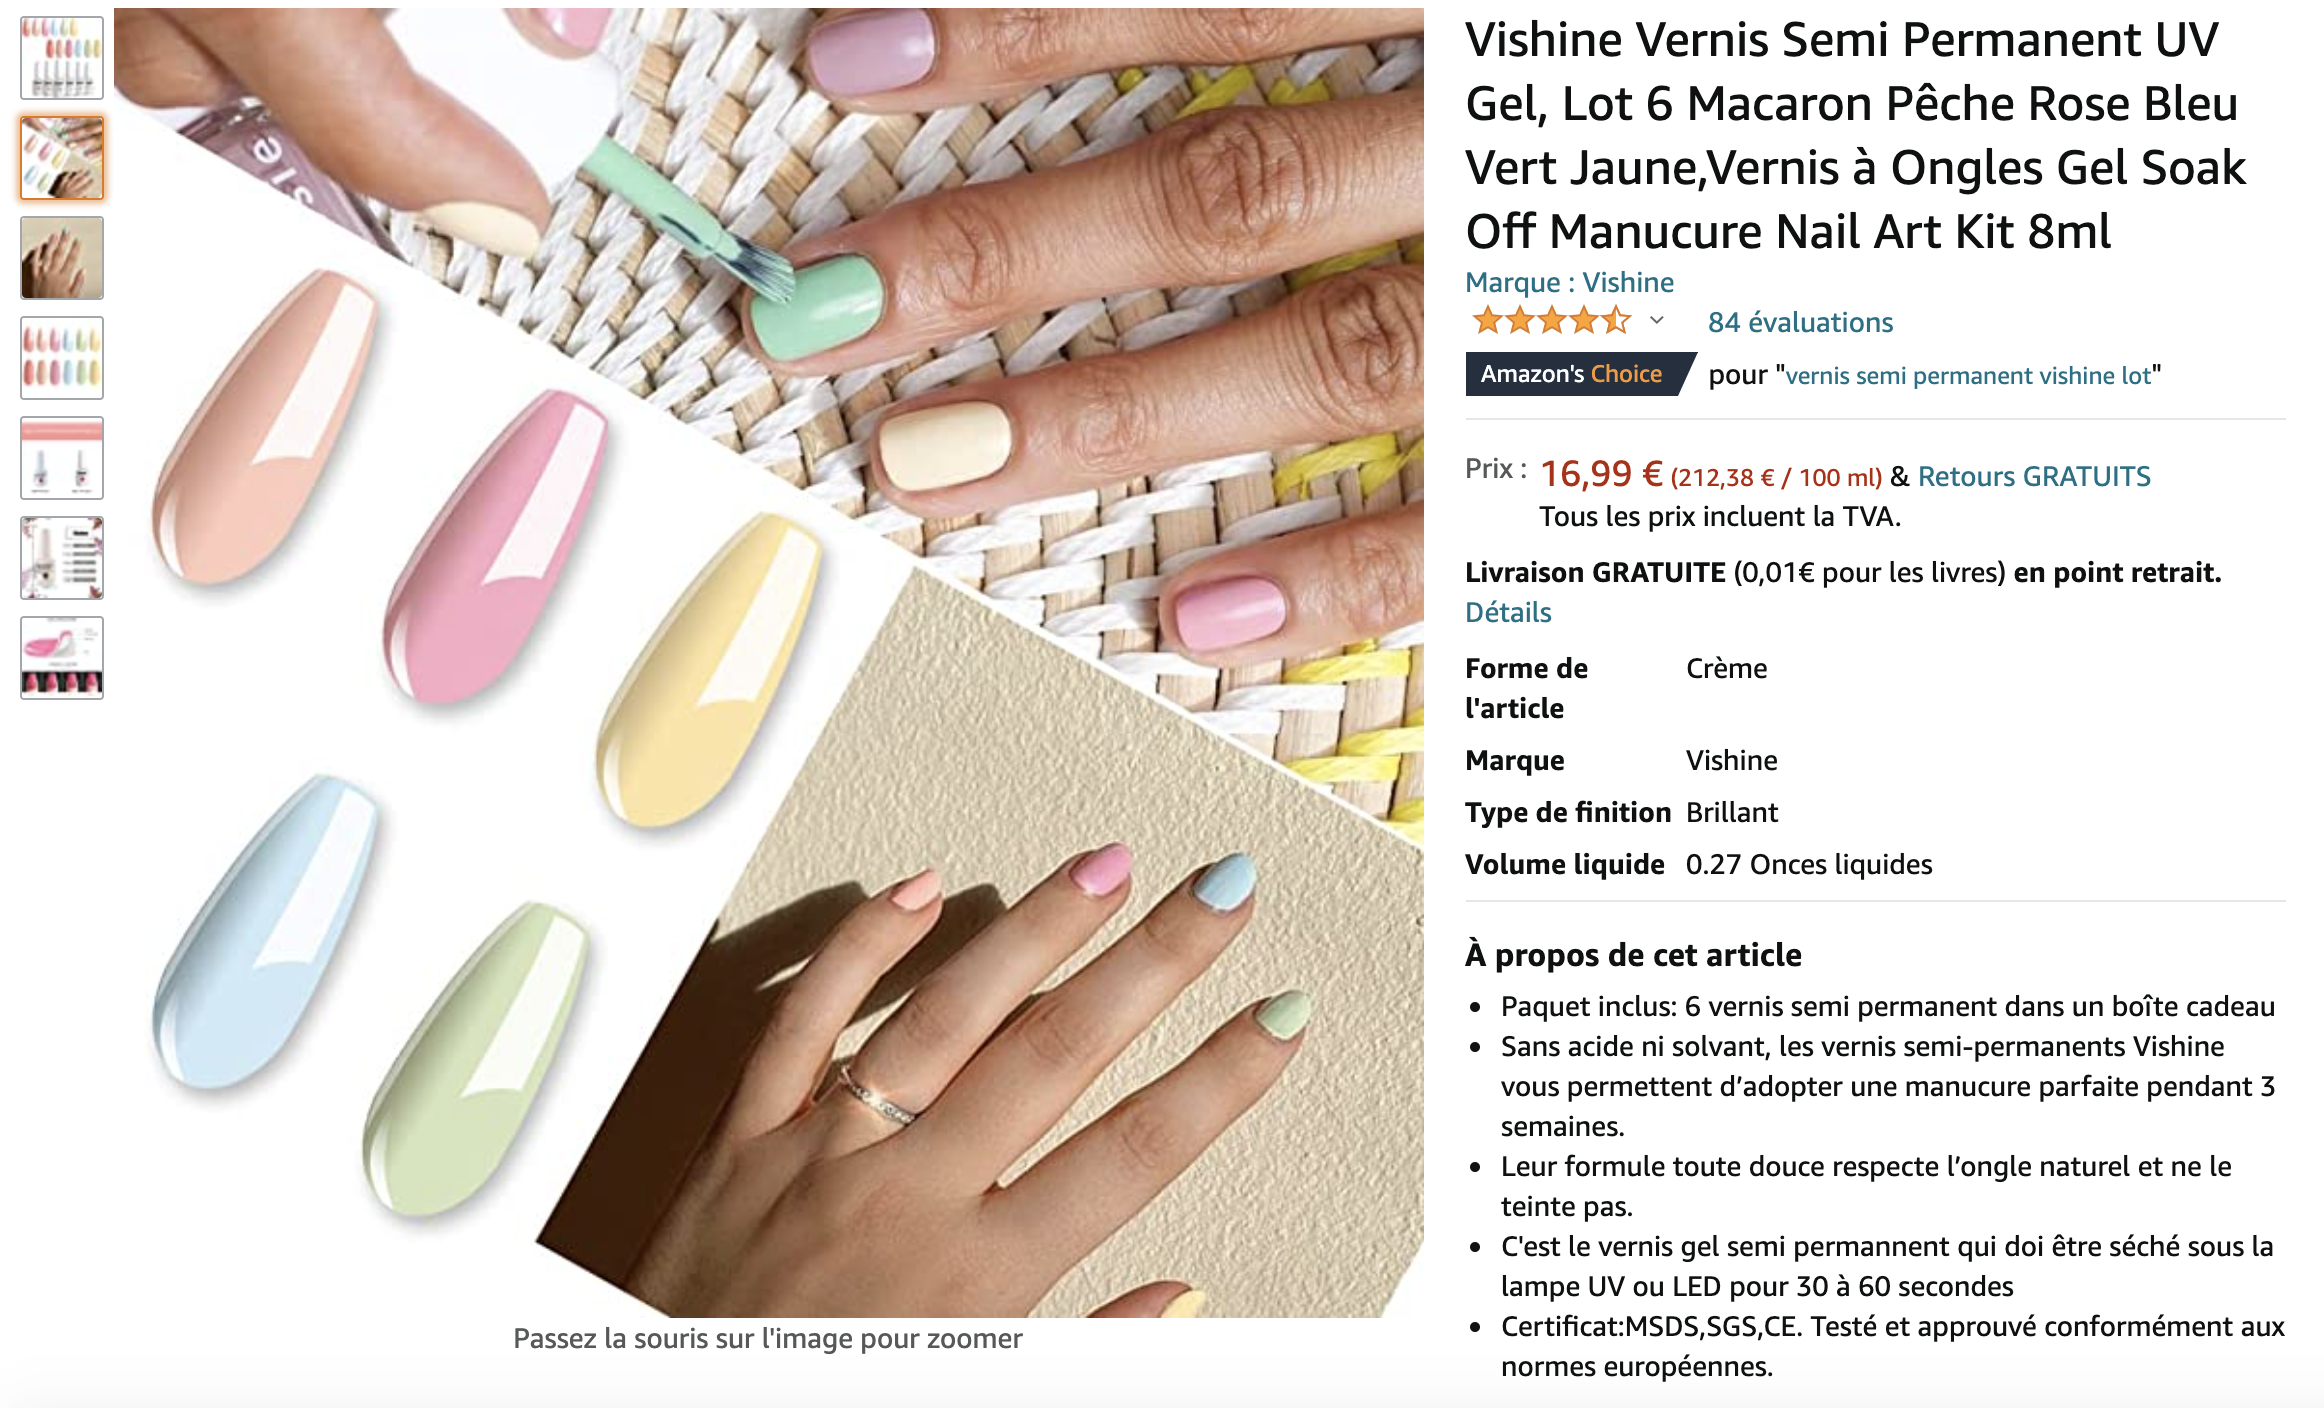 Vishine Vernis Semi Permanent UV
Gel, Lot 6 Macaron Pêche Rose Bleu
Vert Jaune,Vernis à Ongles Gel Soak
Off Manucure Nail Art Kit 8ml
Marque : Vishine
84 évaluations
Amazon's Choice pour "vernis semi permanent vishine lot"
Prix : 16,99 € (212,38 € / 100 ml) & Retours GRATUITS
Tous les prix incluent la TVA.
Livraison GRATUITE (0,01€ pour les livres) en point retrait.
Détails
Forme de Crème
l'article
Marque Vishine
Type de finition Brillant
Volume liquide 0.27 Onces liquides
À propos de cet article
• Paquet inclus: 6 vernis semi permanent dans un boîte cadeau
• Sans acide ni solvant, les vernis semi-permanents Vishine
vous permettent d’adopter une manucure parfaite pendant 3
semaines.
• Leur formule toute douce respecte l’ongle naturel et ne le
teinte pas.
• C'est le vernis gel semi permannent qui doi être séché sous la
lampe UV ou LED pour 30 à 60 secondes
• Certificat:MSDS,SGS,CE. Testé et approuvé conformément aux
normes européennes.
Passez la souris sur l'image pour zoomer